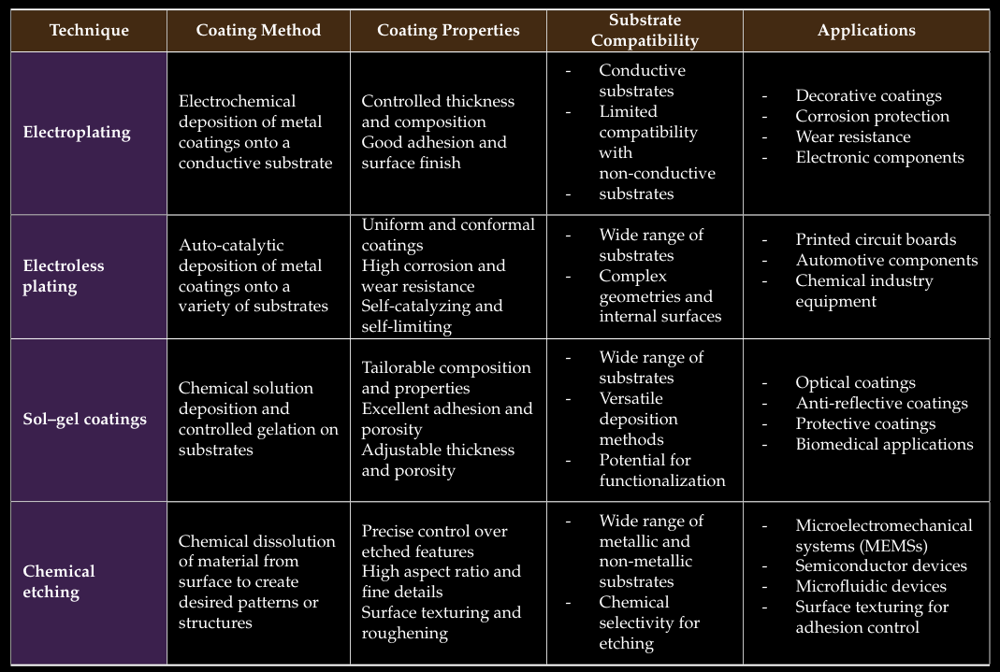 Technique
Coating Method
Coating Properties
Substrate
Compatibility
Applications
Electroplating
Electrochemical
deposition of metal
coatings onto a
conductive substrate
Controlled thickness
and composition
Good adhesion and
surface finish
- Conductive
substrates
- Limited
compatibility
with
non-conductive
- substrates
- Decorative coatings
- Corrosion protection
- Wear resistance
- Electronic components
Electroless
plating
Auto-catalytic
deposition of metal
coatings onto a
variety of substrates
Uniform and conformal
coatings
High corrosion and
wear resistance
Self-catalyzing and
self-limiting
- Wide range of
substrates
- Complex
geometries and
internal surfaces
- Printed circuit boards
- Automotive components
- Chemical industry
equipment
Sol–gel coatings
Chemical solution
deposition and
controlled gelation on
substrates
Tailorable composition
and properties
Excellent adhesion and
porosity
Adjustable thickness
and porosity
- Wide range of
substrates
- Versatile
deposition
methods
- Potential for
functionalization
- Optical coatings
- Anti-reflective coatings
- Protective coatings
- Biomedical applications
Chemical
etching
Chemical dissolution
of material from
surface to create
desired patterns or
structures
Precise control over
etched features
High aspect ratio and
fine details
Surface texturing and
roughening
- Wide range of
metallic and
non-metallic
substrates
- Chemical
selectivity for
etching
- Microelectromechanical
systems (MEMSs)
- Semiconductor devices
- Microfluidic devices
- Surface texturing for
adhesion control